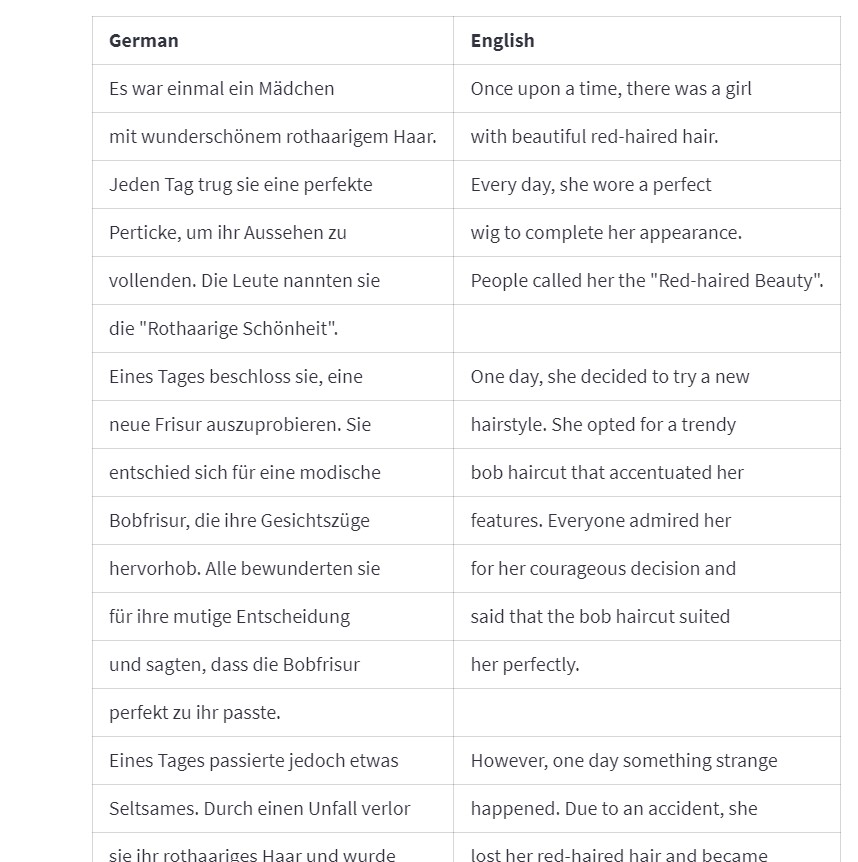 German English
Es war einmal ein Mädchen Once upon a time, there was a girl
mit wunderschönem rothaarigem Haar. with beautiful red-haired hair.
Jeden Tag trug sie eine perfekte Every day, she wore a perfect
Perticke, um ihr Aussehen zu wig to complete her appearance.
vollenden. Die Leute nannten sie People called her the "Red-haired Beauty".
die "Rothaarige Schönheit".
Eines Tages beschloss sie, eine One day, she decided to try a new
neue Frisur auszuprobieren. Sie hairstyle. She opted for a trendy
entschied sich für eine modische bob haircut that accentuated her
Bobfrisur, die ihre Gesichtszüge features. Everyone admired her
hervorhob. Alle bewunderten sie for her courageous decision and
für ihre mutige Entscheidung said that the bob haircut suited
und sagten, dass die Bobfrisur her perfectly.
perfekt zu ihr passte.
Eines Tages passierte jedoch etwas However, one day something strange
Seltsames. Durch einen Unfall verlor happened. Due to an accident, she
sie ihr rothaariges Haar und wurde lost her red-haired hair and became